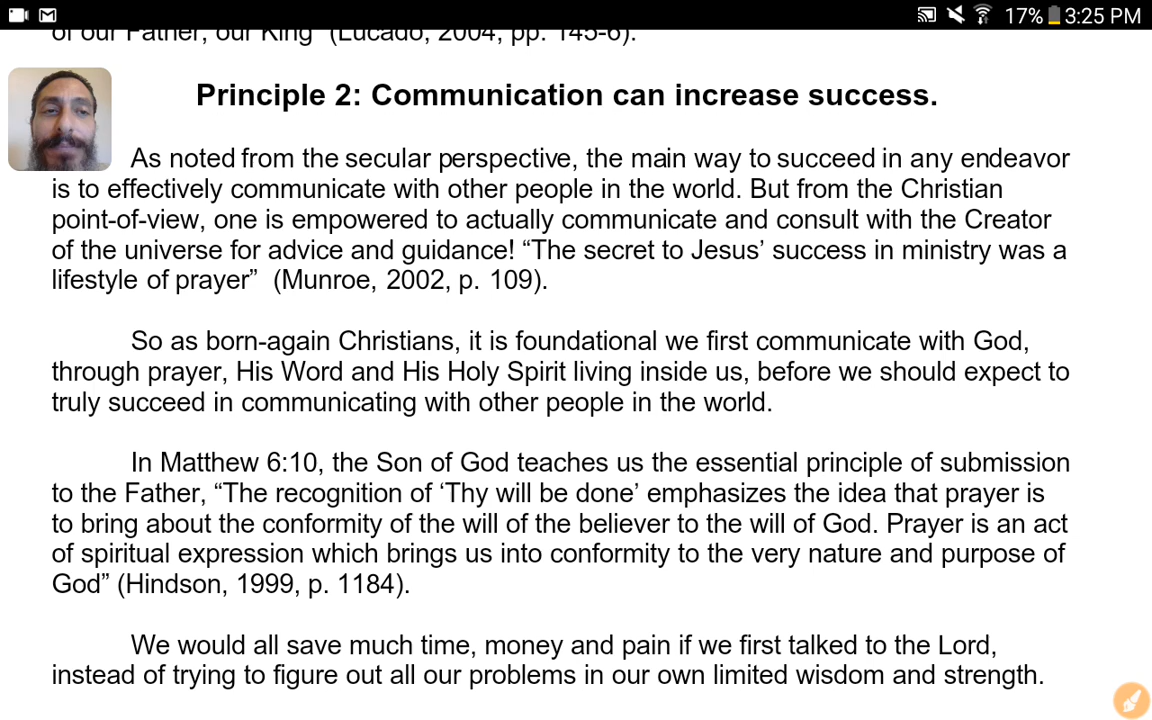 17% 3:25 PM
of our Father, our King" (Lucado, 2004, pp. 145-6).
Principle 2: Communication can increase success.
As noted from the secular perspective, the main way to succeed in any endeavor
is to effectively communicate with other people in the world. But from the Christian
point-of-view, one is empowered to actually communicate and consult with the Creator
of the universe for advice and guidance! “The secret to Jesus’ success in ministry was a
lifestyle of prayer” (Munroe, 2002, p. 109).
So as born-again Christians, it is foundational we first communicate with God,
through prayer, His Word and His Holy Spirit living inside us, before we should expect to
truly succeed in communicating with other people in the world.
In Matthew 6:10, the Son of God teaches us the essential principle of submission
to the Father, “The recognition of ‘Thy will be done’ emphasizes the idea that prayer is
to bring about the conformity of the will of the believer to the will of God. Prayer is an act
of spiritual expression which brings us into conformity to the very nature and purpose of
God” (Hindson, 1999, p. 1184).
We would all save much time, money and pain if we first talked to the Lord,
instead of trying to figure out all our problems in our own limited wisdom and strength.